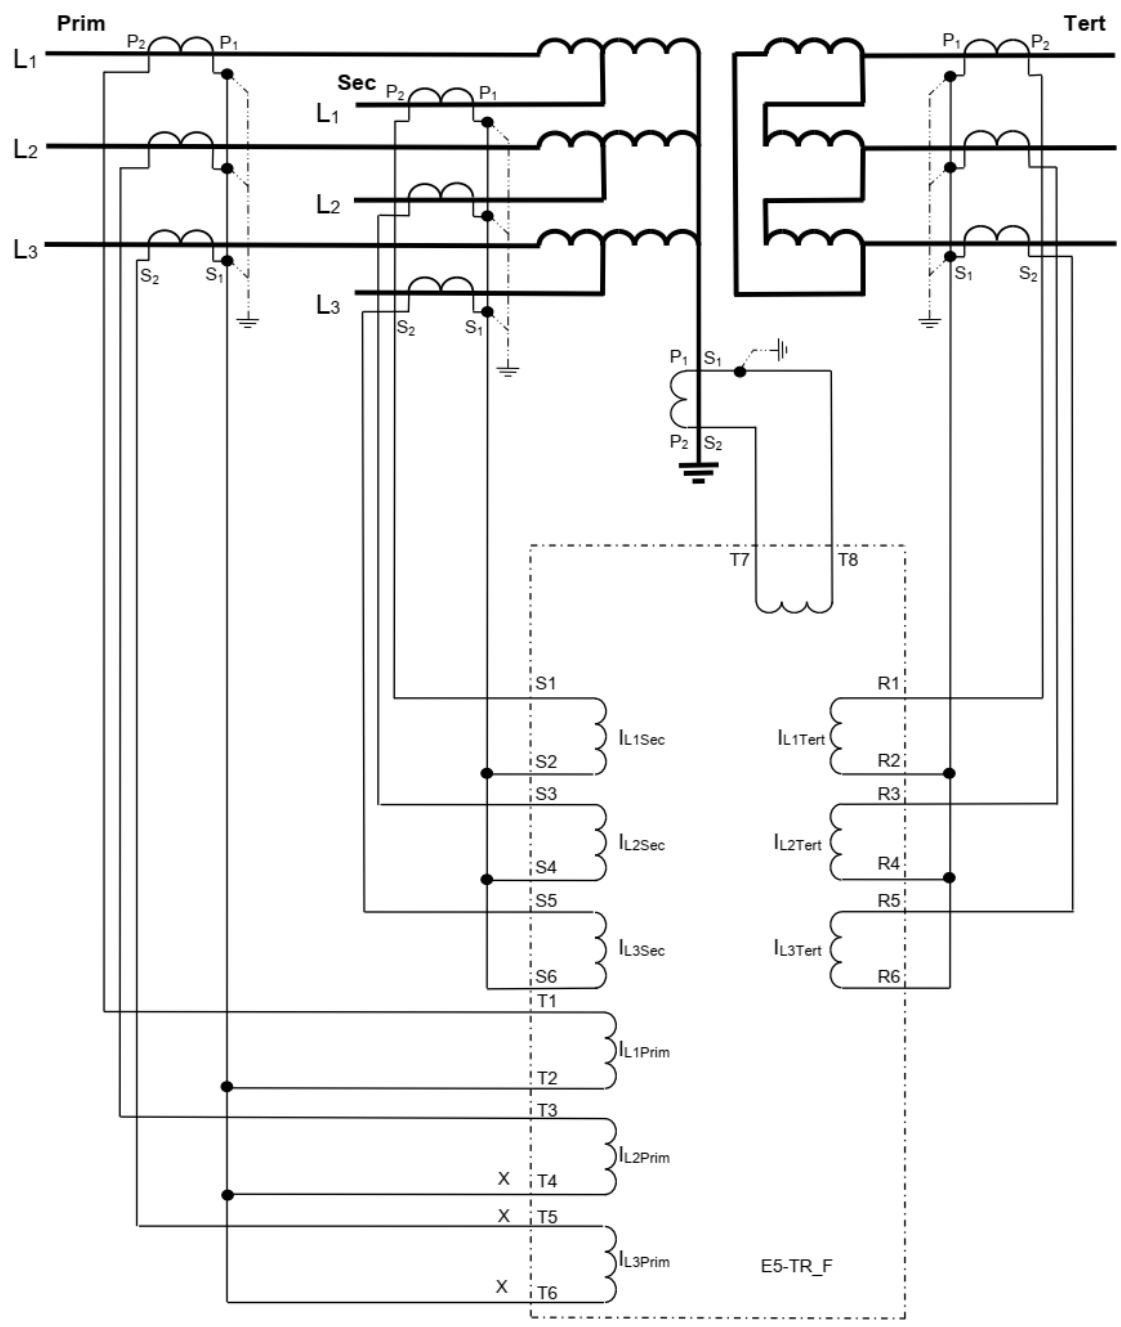 Prim
Tert
P2 P1
P1 P2
L1
Sec
P2 P1
L1
L2
L2
L3
S2 S1
S1 S2
L3
S2 S1
P1 S1
P2 S2
T7 T8
S1
R1
IL1Sec
IL1Tert
S2
R2
S3
R3
IL2Sec
IL2Tert
S4
R4
S5
R5
IL3Sec
IL3Tert
S6
R6
T1
IL1Prim
T2
T3
IL2Prim
X T4
X T5
IL3Prim
E5-TR_F
X T6